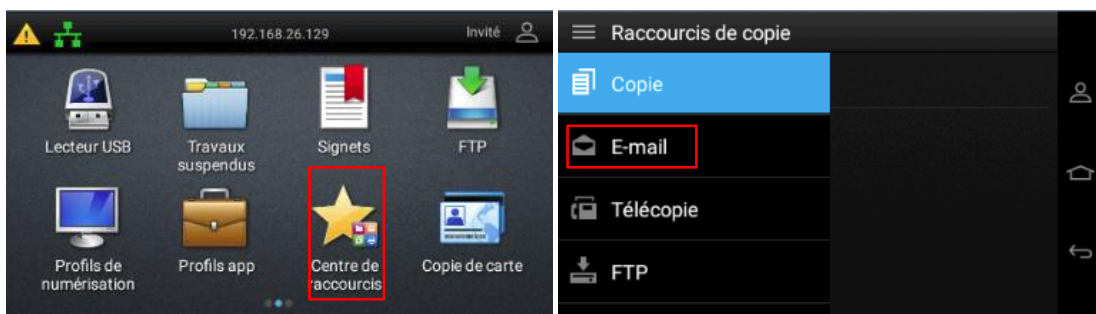 192.168.26.129
Invité
Lecteur USB
Travaux
suspendus
Signets
FTP
Profils de
numérisation
Profils app
Centre de
raccourcis
Copie de carte
Raccourcis de copie
Copie
E-mail
Télécopie
FTP